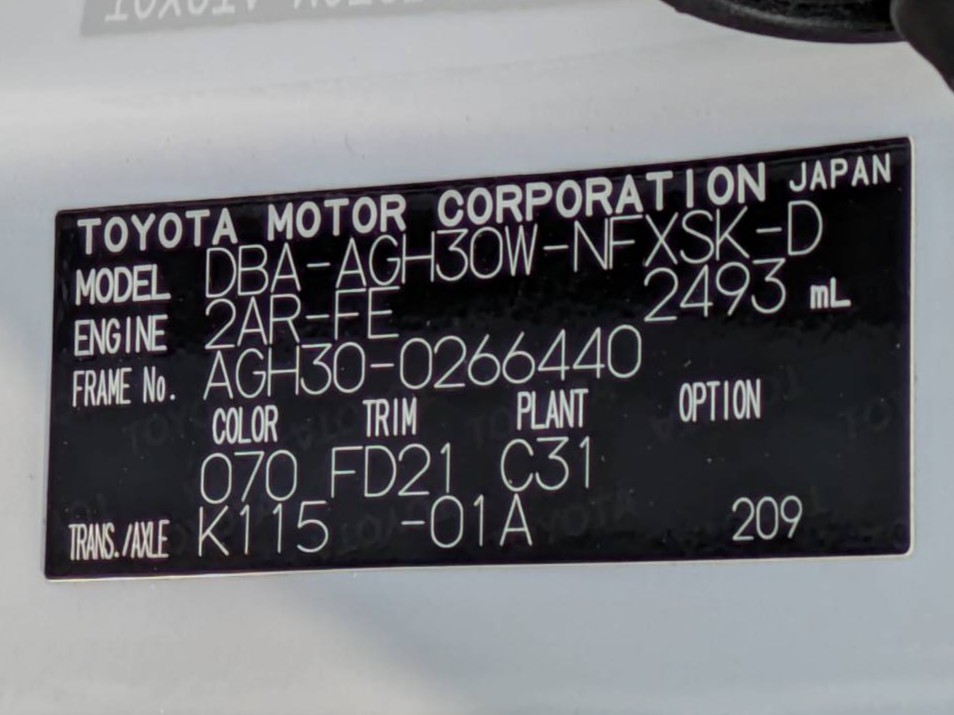 TOYOTA MOTOR CORPORATION JAPAN
MODEL DBA-AGH30W-NFXSK-D
ENGINE 2AR-FE 2493 mL
FRAME No. AGH30-0266440
COLOR TRIM PLANT OPTION
070 FD21 C31
TRANS./AXLE K115 -01A 209